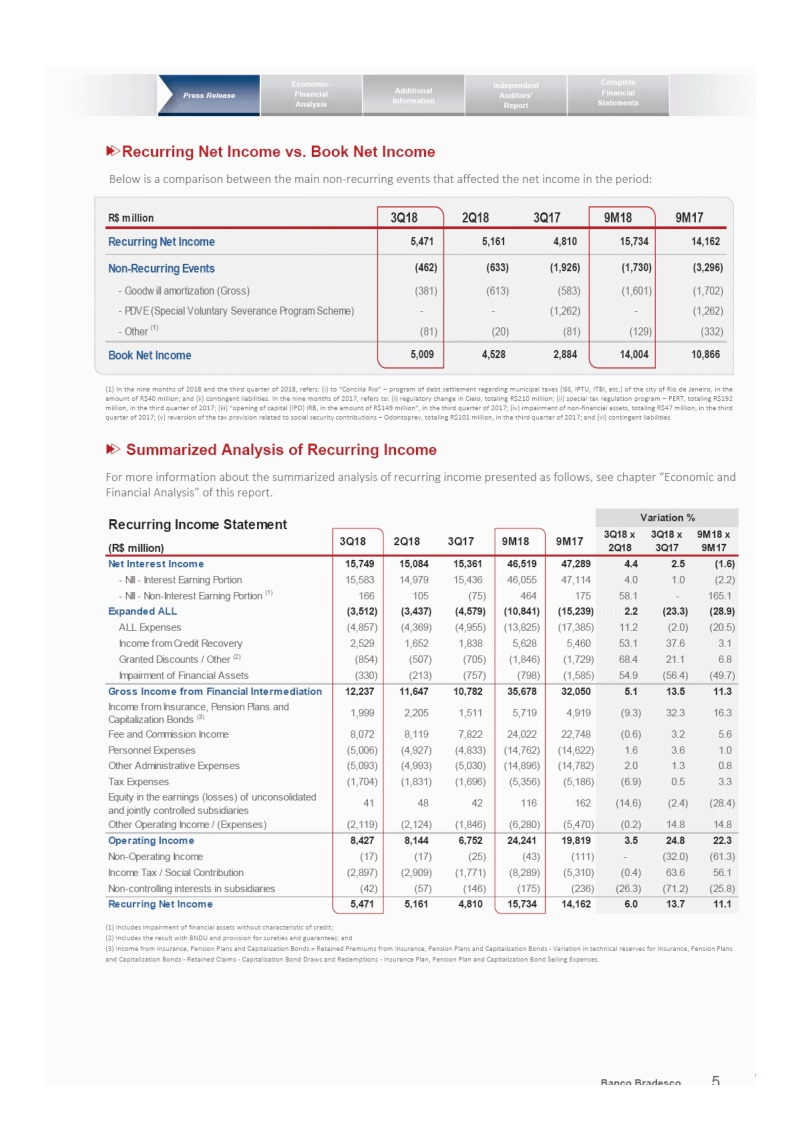 Press Release
Economic-
Financial
Analysis
Additional
Information
Independent
Auditors'
Report
Complete
Financial
Statements
Recurring Net Income vs. Book Net Income
Below is a comparison between the main non-recurring events that affected the net income in the period:
R$ million 3Q18 2Q18 3Q17 9M18 9M17
Recurring Net Income 5,471 5,161 4,810 15,734 14,162
Non-Recurring Events (462) (633) (1,926) (1,730) (3,296)
- Goodwill amortization (Gross) (381) (613) (583) (1,601) (1,702)
- PDVE (Special Voluntary Severance Program Scheme) - - (1,262) - (1,262)
- Other (1) (81) (20) (81) (129) (332)
Book Net Income 5,009 4,528 2,884 14,004 10,866
(1) In the nine months of 2018 and the third quarter of 2018, refers: (i) to "Concilia Rio" – program of debt settlement regarding municipal taxes (ISS, IPTU, ITBI, etc.) of the city of Rio de Janeiro, in the
amount of R$40 million; and (ii) contingent liabilities. In the nine months of 2017, refers to: (i) regulatory change in Cielo, totaling R$210 million; (ii) special tax regulation program – PERT, totaling R$192
million, in the third quarter of 2017; (iii) "opening of capital (IPO) IRB, in the amount of R$149 million", in the third quarter of 2017; (iv) impairment of non-financial assets, totaling R$47 million, in the third
quarter of 2017; (v) reversion of the tax provision related to social security contributions – Odontoprev, totaling R$101 million, in the third quarter of 2017; and (vi) contingent liabilities.
Summarized Analysis of Recurring Income
For more information about the summarized analysis of recurring income presented as follows, see chapter "Economic and
Financial Analysis" of this report.
Recurring Income Statement Variation %
(R$ million) 3Q18 2Q18 3Q17 9M18 9M17 3Q18 x 2Q18 3Q18 x 3Q17 9M18 x 9M17
Net Interest Income 15,749 15,084 15,361 46,519 47,289 4.4 2.5 (1.6)
- NII - Interest Earning Portion 15,583 14,979 15,436 46,055 47,114 4.0 1.0 (2.2)
- NII - Non-Interest Earning Portion (1) 166 105 (75) 464 175 58.1 - 165.1
Expanded ALL (3,512) (3,437) (4,579) (10,841) (15,239) 2.2 (23.3) (28.9)
ALL Expenses (4,857) (4,369) (4,955) (13,825) (17,385) 11.2 (2.0) (20.5)
Income from Credit Recovery 2,529 1,652 1,838 5,628 5,460 53.1 37.6 3.1
Granted Discounts / Other (2) (854) (507) (705) (1,846) (1,729) 68.4 21.1 6.8
Impairment of Financial Assets (330) (213) (757) (798) (1,585) 54.9 (56.4) (49.7)
Gross Income from Financial Intermediation 12,237 11,647 10,782 35,678 32,050 5.1 13.5 11.3
Income from Insurance, Pension Plans and
Capitalization Bonds (3) 1,999 2,205 1,511 5,719 4,919 (9.3) 32.3 16.3
Fee and Commission Income 8,072 8,119 7,822 24,022 22,748 (0.6) 3.2 5.6
Personnel Expenses (5,006) (4,927) (4,833) (14,762) (14,622) 1.6 3.6 1.0
Other Administrative Expenses (5,093) (4,993) (5,030) (14,896) (14,782) 2.0 1.3 0.8
Tax Expenses (1,704) (1,831) (1,696) (5,356) (5,186) (6.9) 0.5 3.3
Equity in the earnings (losses) of unconsolidated
and jointly controlled subsidiaries 41 48 42 116 162 (14.6) (2.4) (28.4)
Other Operating Income / (Expenses) (2,119) (2,124) (1,846) (6,280) (5,470) (0.2) 14.8 14.8
Operating Income 8,427 8,144 6,752 24,241 19,819 3.5 24.8 22.3
Non-Operating Income (17) (17) (25) (43) (111) - (32.0) (61.3)
Income Tax / Social Contribution (2,897) (2,909) (1,771) (8,289) (5,310) (0.4) 63.6 56.1
Non-controlling interests in subsidiaries (42) (57) (146) (175) (236) (26.3) (71.2) (25.8)
Recurring Net Income 5,471 5,161 4,810 15,734 14,162 6.0 13.7 11.1
(1) Includes impairment of financial assets without characteristic of credit;
(2) Includes the result with BNDU and provision for sureties and guarantees; and
(3) Income from Insurance, Pension Plans and Capitalization Bonds = Retained Premiums from Insurance, Pension Plans and Capitalization Bonds - Variation in technical reserves for Insurance, Pension Plans
and Capitalization Bonds - Retained Claims - Capitalization Bond Draws and Redemptions - Insurance Plan, Pension Plan and Capitalization Bond Selling Expenses.
Banco Bradesco 5